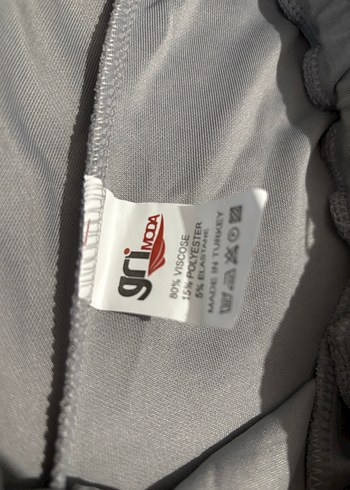 gri
MODA
80% VISCOSE
15% POLYESTER
5% ELASTANE
MADE IN TURKEY